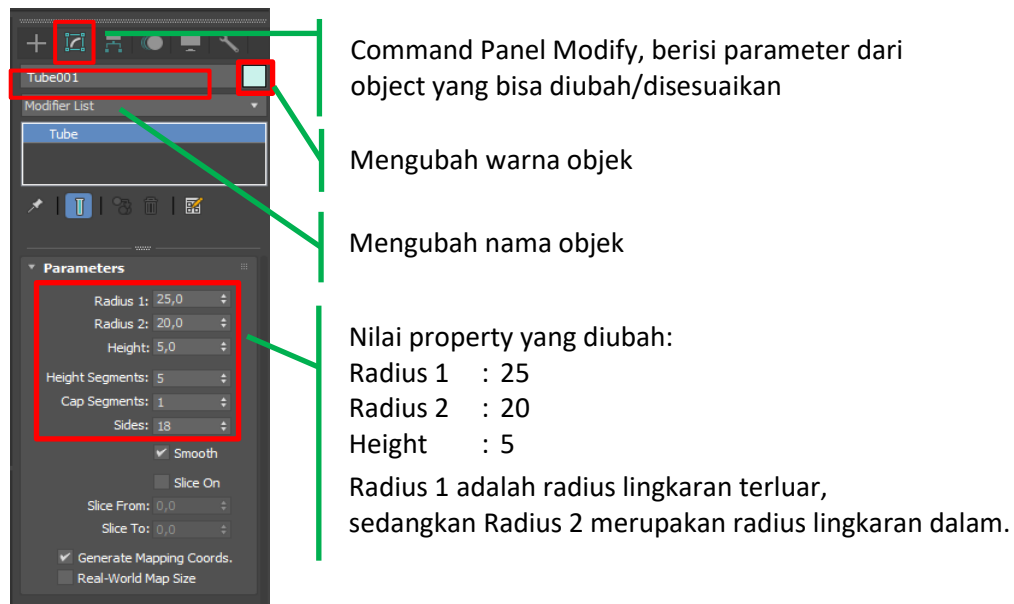 Tube001
Modifier List
Tube
Parameters
Radius 1: 25,0
Radius 2: 20,0
Height: 5,0
Height Segments: 5
Cap Segments: 1
Sides: 18
Smooth
Slice On
Slice From: 0,0
Slice To: 0,0
Generate Mapping Coords.
Real-World Map Size
Command Panel Modify, berisi parameter dari
object yang bisa diubah/disesuaikan
Mengubah warna objek
Mengubah nama objek
Nilai property yang diubah:
Radius 1 : 25
Radius 2 : 20
Height : 5
Radius 1 adalah radius lingkaran terluar,
sedangkan Radius 2 merupakan radius lingkaran dalam.